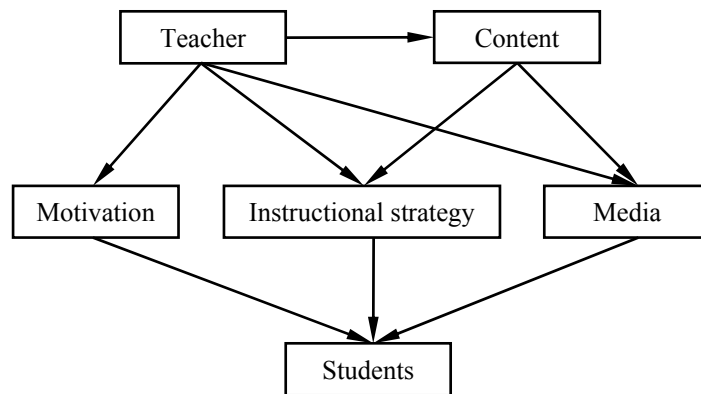 Teacher
Content
Motivation
Instructional strategy
Media
Students